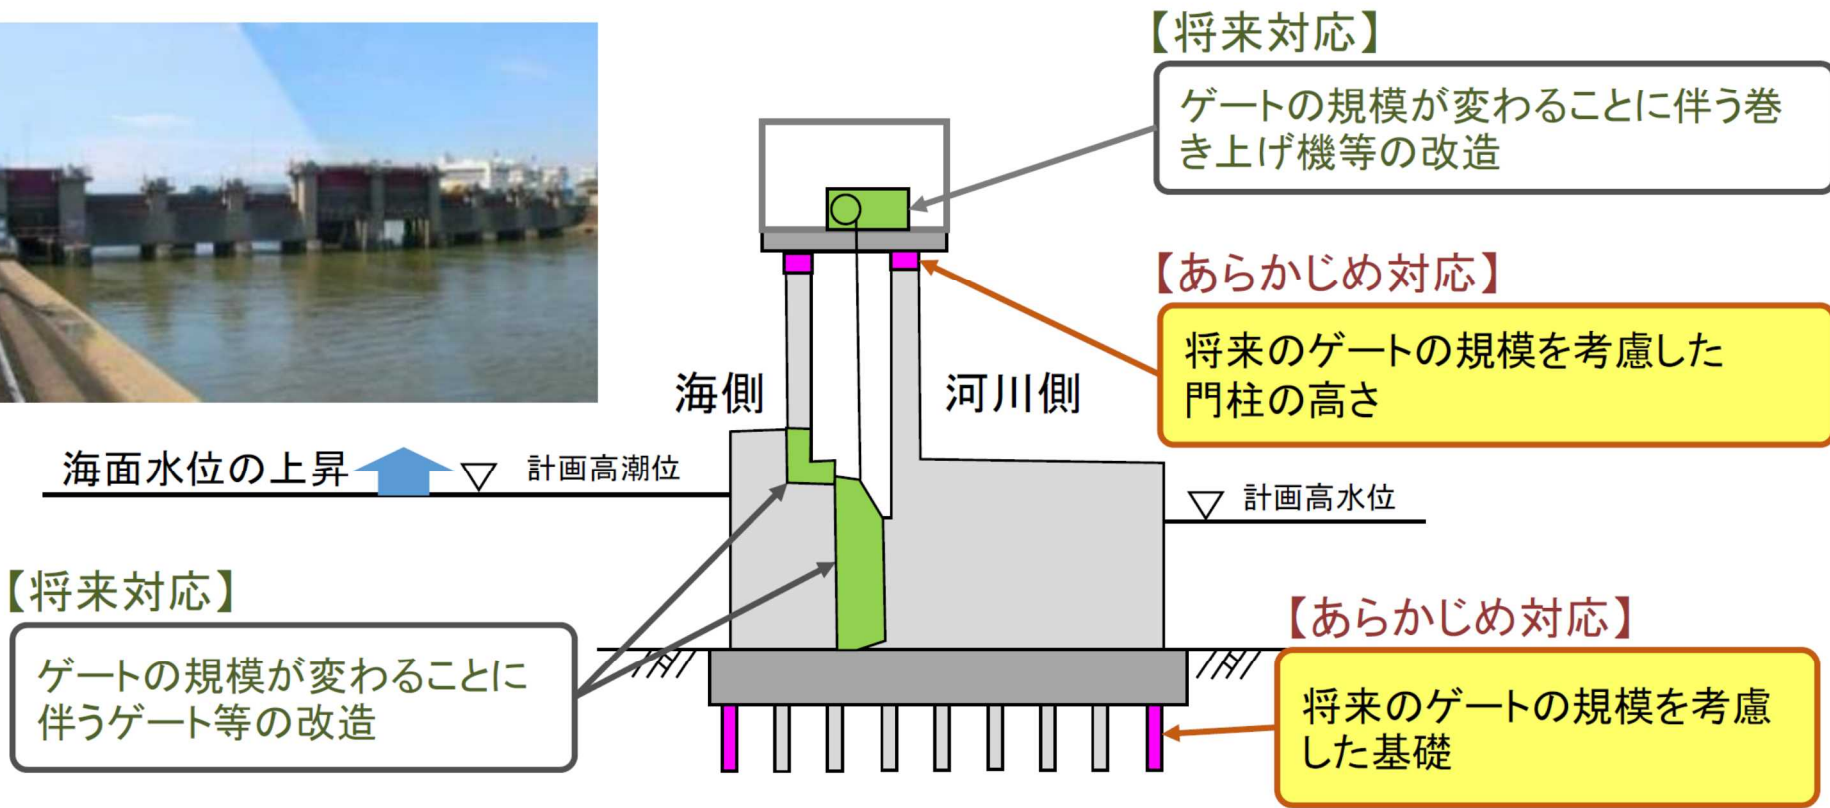 【将来対応】
ゲートの規模が変わることに伴う巻
き上げ機等の改造
【あらかじめ対応】
将来のゲートの規模を考慮した
門柱の高さ
海側
河川側
海面水位の上昇
計画高潮位
計画高水位
【将来対応】
ゲートの規模が変わることに
伴うゲート等の改造
【あらかじめ対応】
将来のゲートの規模を考慮
した基礎